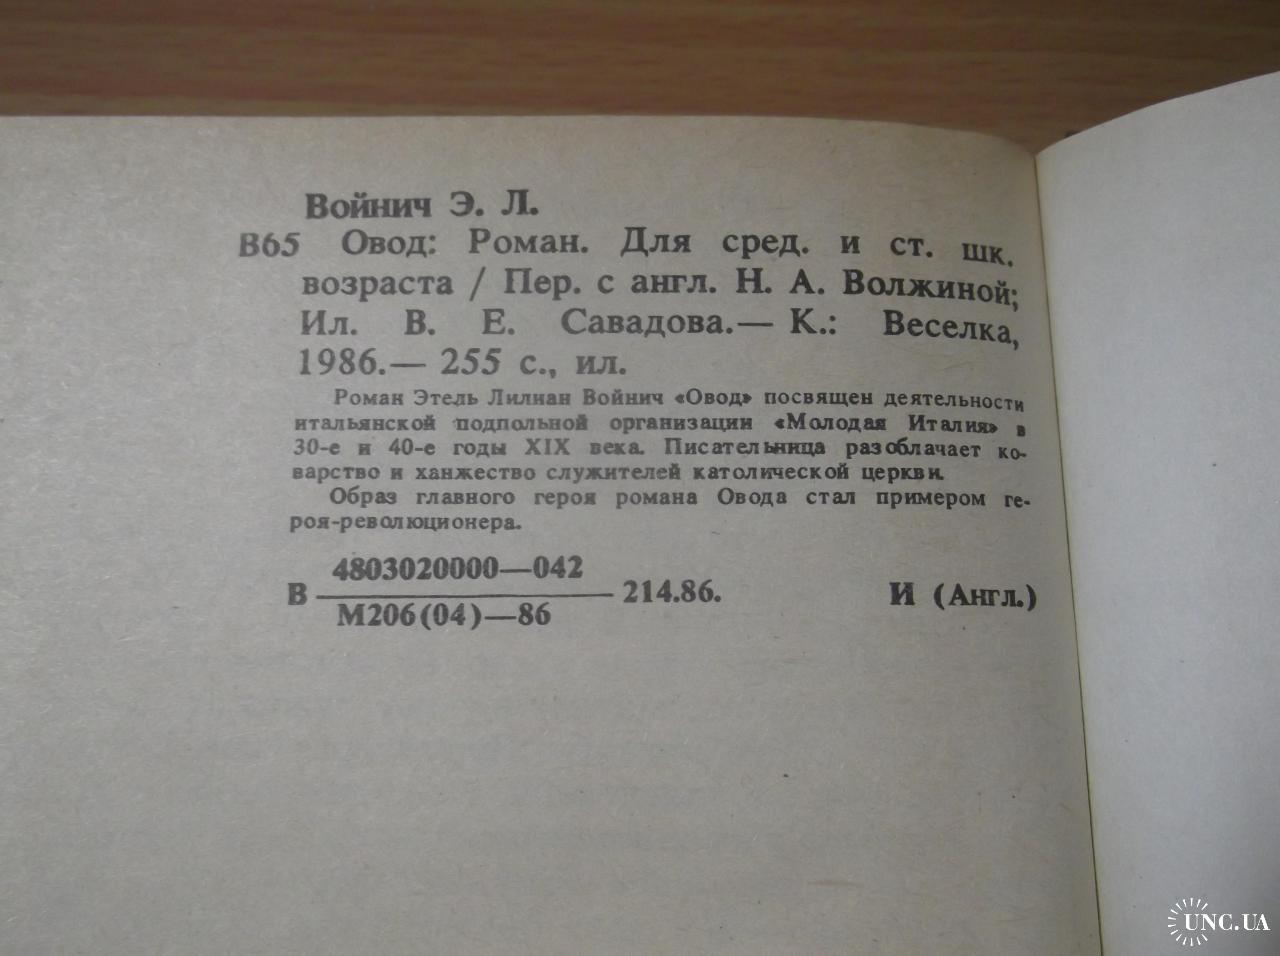 Войнич Э. Л.
В65 Овод: Роман. Для сред. и ст. шк.
возраста / Пер. с англ. Н. А. Волжиной;
Ил. В. Е. Савадова.— К.: Веселка,
1986.— 255 с., ил.
Роман Этель Лилиан Войнич «Овод» посвящен деятельности
итальянской подпольной организации «Молодая Италия» в
30-е и 40-е годы XIX века. Писательница разоблачает ко-
варство и ханжество служителей католической церкви.
Образ главного героя романа Овода стал примером ге-
роя-революционера.
4803020000—042
В 214.86. И (Англ.)
М206(04)—86
UNC.UA